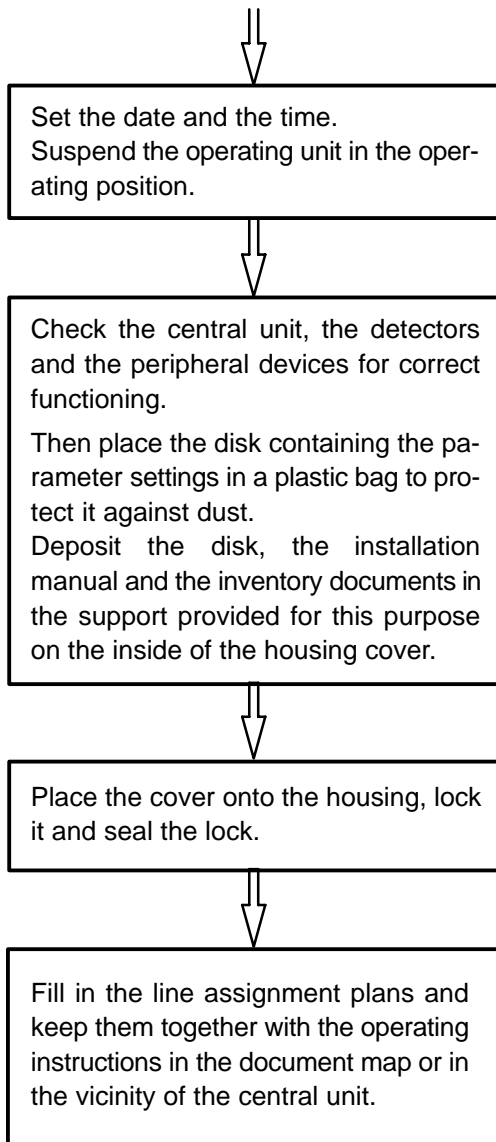 Set the date and the time.
Suspend the operating unit in the oper-
ating position.
Check the central unit, the detectors
and the peripheral devices for correct
functioning.
Then place the disk containing the pa-
rameter settings in a plastic bag to pro-
tect it against dust.
Deposit the disk, the installation
manual and the inventory documents in
the support provided for this purpose
on the inside of the housing cover.
Place the cover onto the housing, lock
it and seal the lock.
Fill in the line assignment plans and
keep them together with the operating
instructions in the document map or in
the vicinity of the central unit.